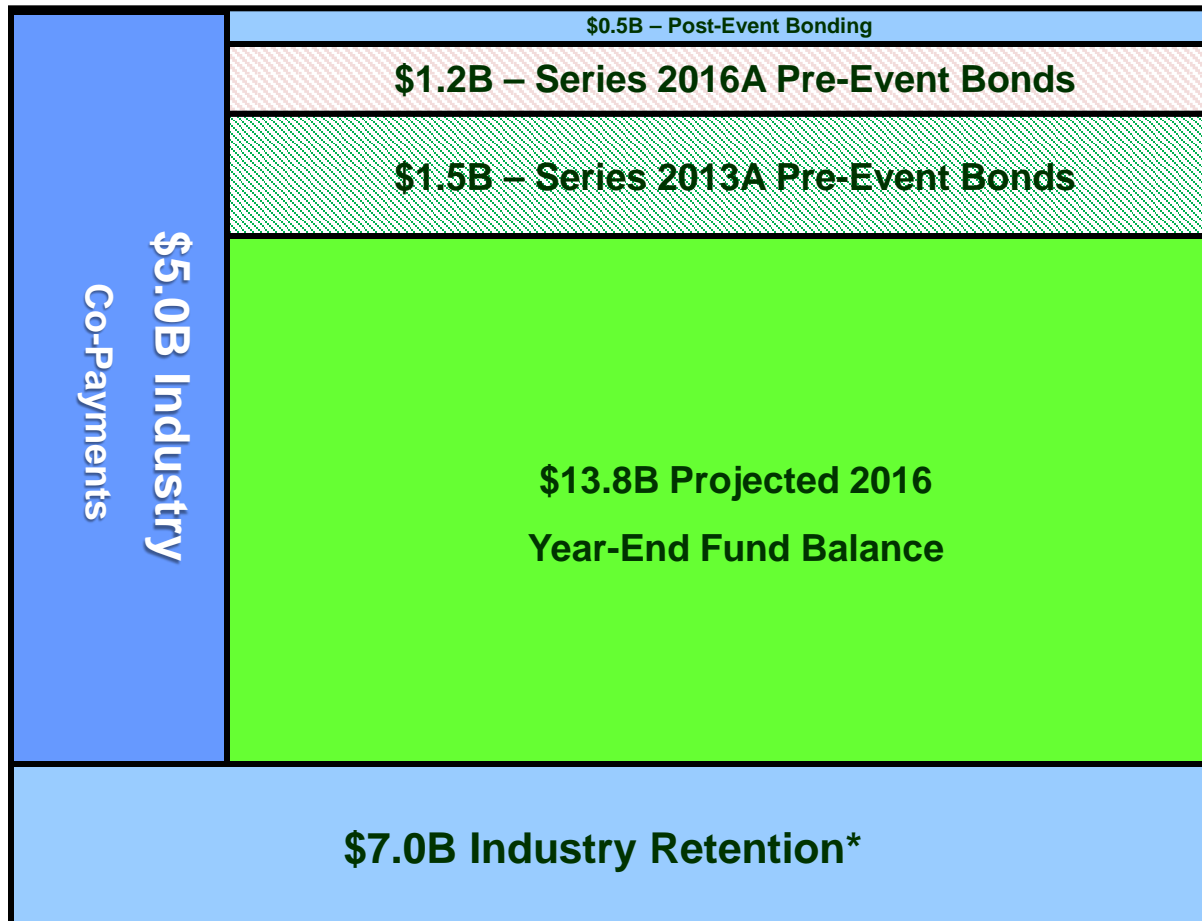 $0.5B – Post-Event Bonding
$1.2B – Series 2016A Pre-Event Bonds
$1.5B – Series 2013A Pre-Event Bonds
$5.0B Industry
Co-Payments
$13.8B Projected 2016
Year-End Fund Balance
$7.0B Industry Retention*